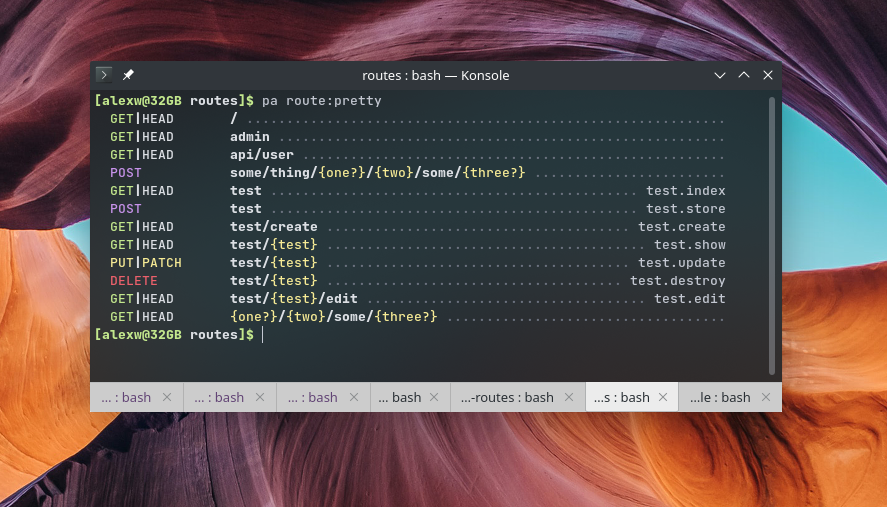 routes : bash — Konsole
[alexw@32GB routes]$ pa route:pretty
GET|HEAD / ............................................................
GET|HEAD admin ........................................................
GET|HEAD api/user .....................................................
POST some/thing/{one?}/{two}/some/{three?} ........................
GET|HEAD test .............................................. test.index
POST test .............................................. test.store
GET|HEAD test/create ...................................... test.create
GET|HEAD test/{test} ........................................ test.show
PUT|PATCH test/{test} ...................................... test.update
DELETE test/{test} ..................................... test.destroy
GET|HEAD test/{test}/edit ................................... test.edit
GET|HEAD {one?}/{two}/some/{three?} ...................................
[alexw@32GB routes]$
... : bash ... : bash ... : bash ... bash ...-routes : bash ...s : bash ...le : bash